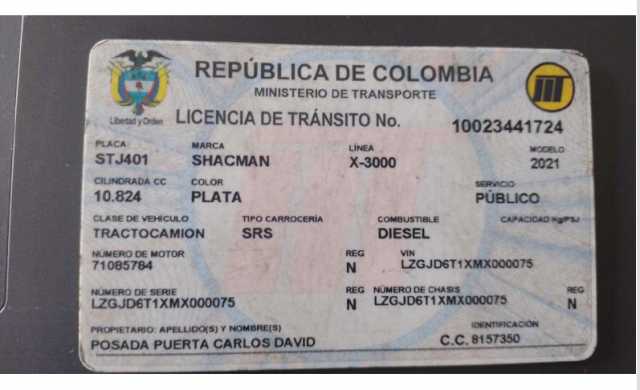 REPÚBLICA DE COLOMBIA
MINISTERIO DE TRANSPORTE
Libertad y Orden
LICENCIA DE TRÁNSITO No. 10023441724
PLACA MARCA LÍNEA MODELO
STJ401 SHACMAN X-3000 2021
CILINDRADA CC COLOR SERVICIO
10.824 PLATA PÚBLICO
CLASE DE VEHÍCULO TIPO CARROCERÍA COMBUSTIBLE CAPACIDAD Kg/PSJ
TRACTOCAMION SRS DIESEL
NÚMERO DE MOTOR REG VIN
71085784 N LZGJD6T1XMX000075
NÚMERO DE SERIE REG NÚMERO DE CHASIS REG
LZGJD6T1XMX000075 N LZGJD6T1XMX000075 N
PROPIETARIO: APELLIDO(S) Y NOMBRE(S) IDENTIFICACIÓN
POSADA PUERTA CARLOS DAVID C.C. 8157350